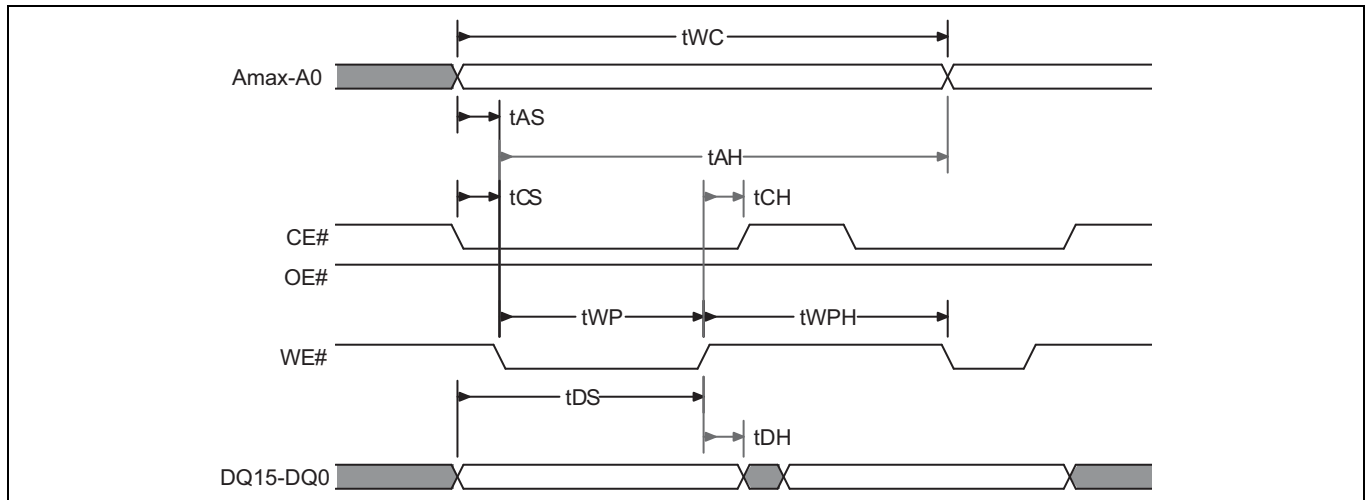 tWC
Amax-A0
tAS
tAH
tCS
tCH
CE#
OE#
tWP
tWPH
WE#
tDS
tDH
DQ15-DQ0